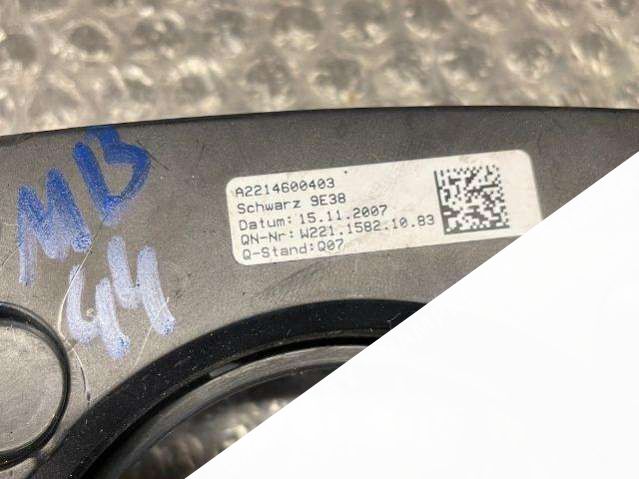 MB
44
A2214600403
Schwarz 9E38
Datum: 15.11.2007
QN-Nr: W221.1582.10.83
Q-Stand:Q07